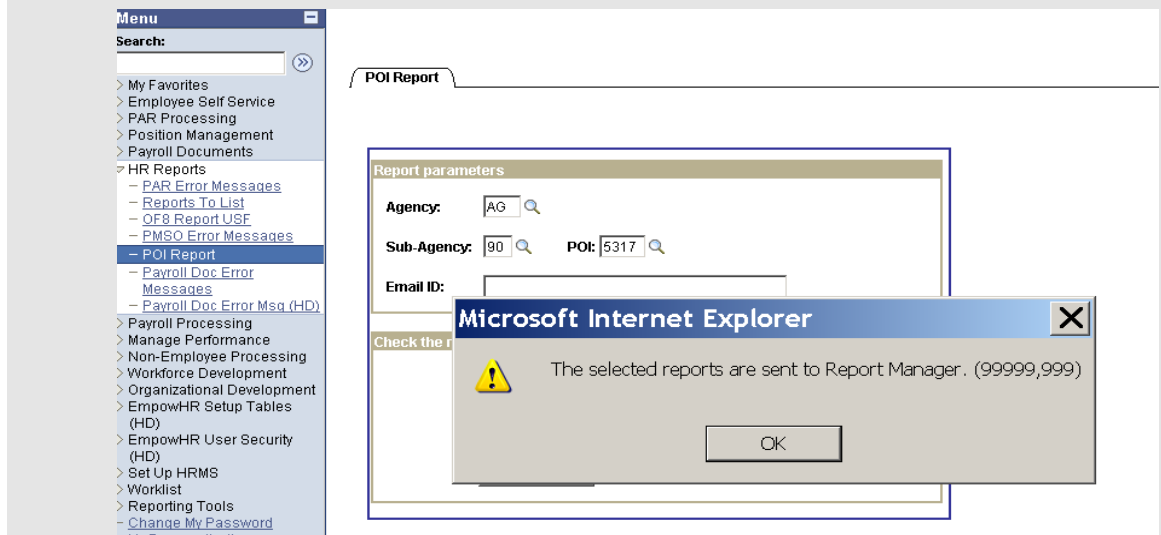 Menu
Search:
My Favorites
Employee Self Service
PAR Processing
Position Management
Payroll Documents
HR Reports
– PAR Error Messages
– Reports To List
– OF8 Report USF
– PMSO Error Messages
– POI Report
– Payroll Doc Error
Messages
– Payroll Doc Error Msg (HD)
Payroll Processing
Manage Performance
Non-Employee Processing
Workforce Development
Organizational Development
EmpowHR Setup Tables
(HD)
EmpowHR User Security
(HD)
Set Up HRMS
Worklist
Reporting Tools
– Change My Password
POI Report
Report parameters
Agency: AG
Sub-Agency: 90 POI: 5317
Email ID:
Check the
Microsoft Internet Explorer
The selected reports are sent to Report Manager. (99999,999)
OK